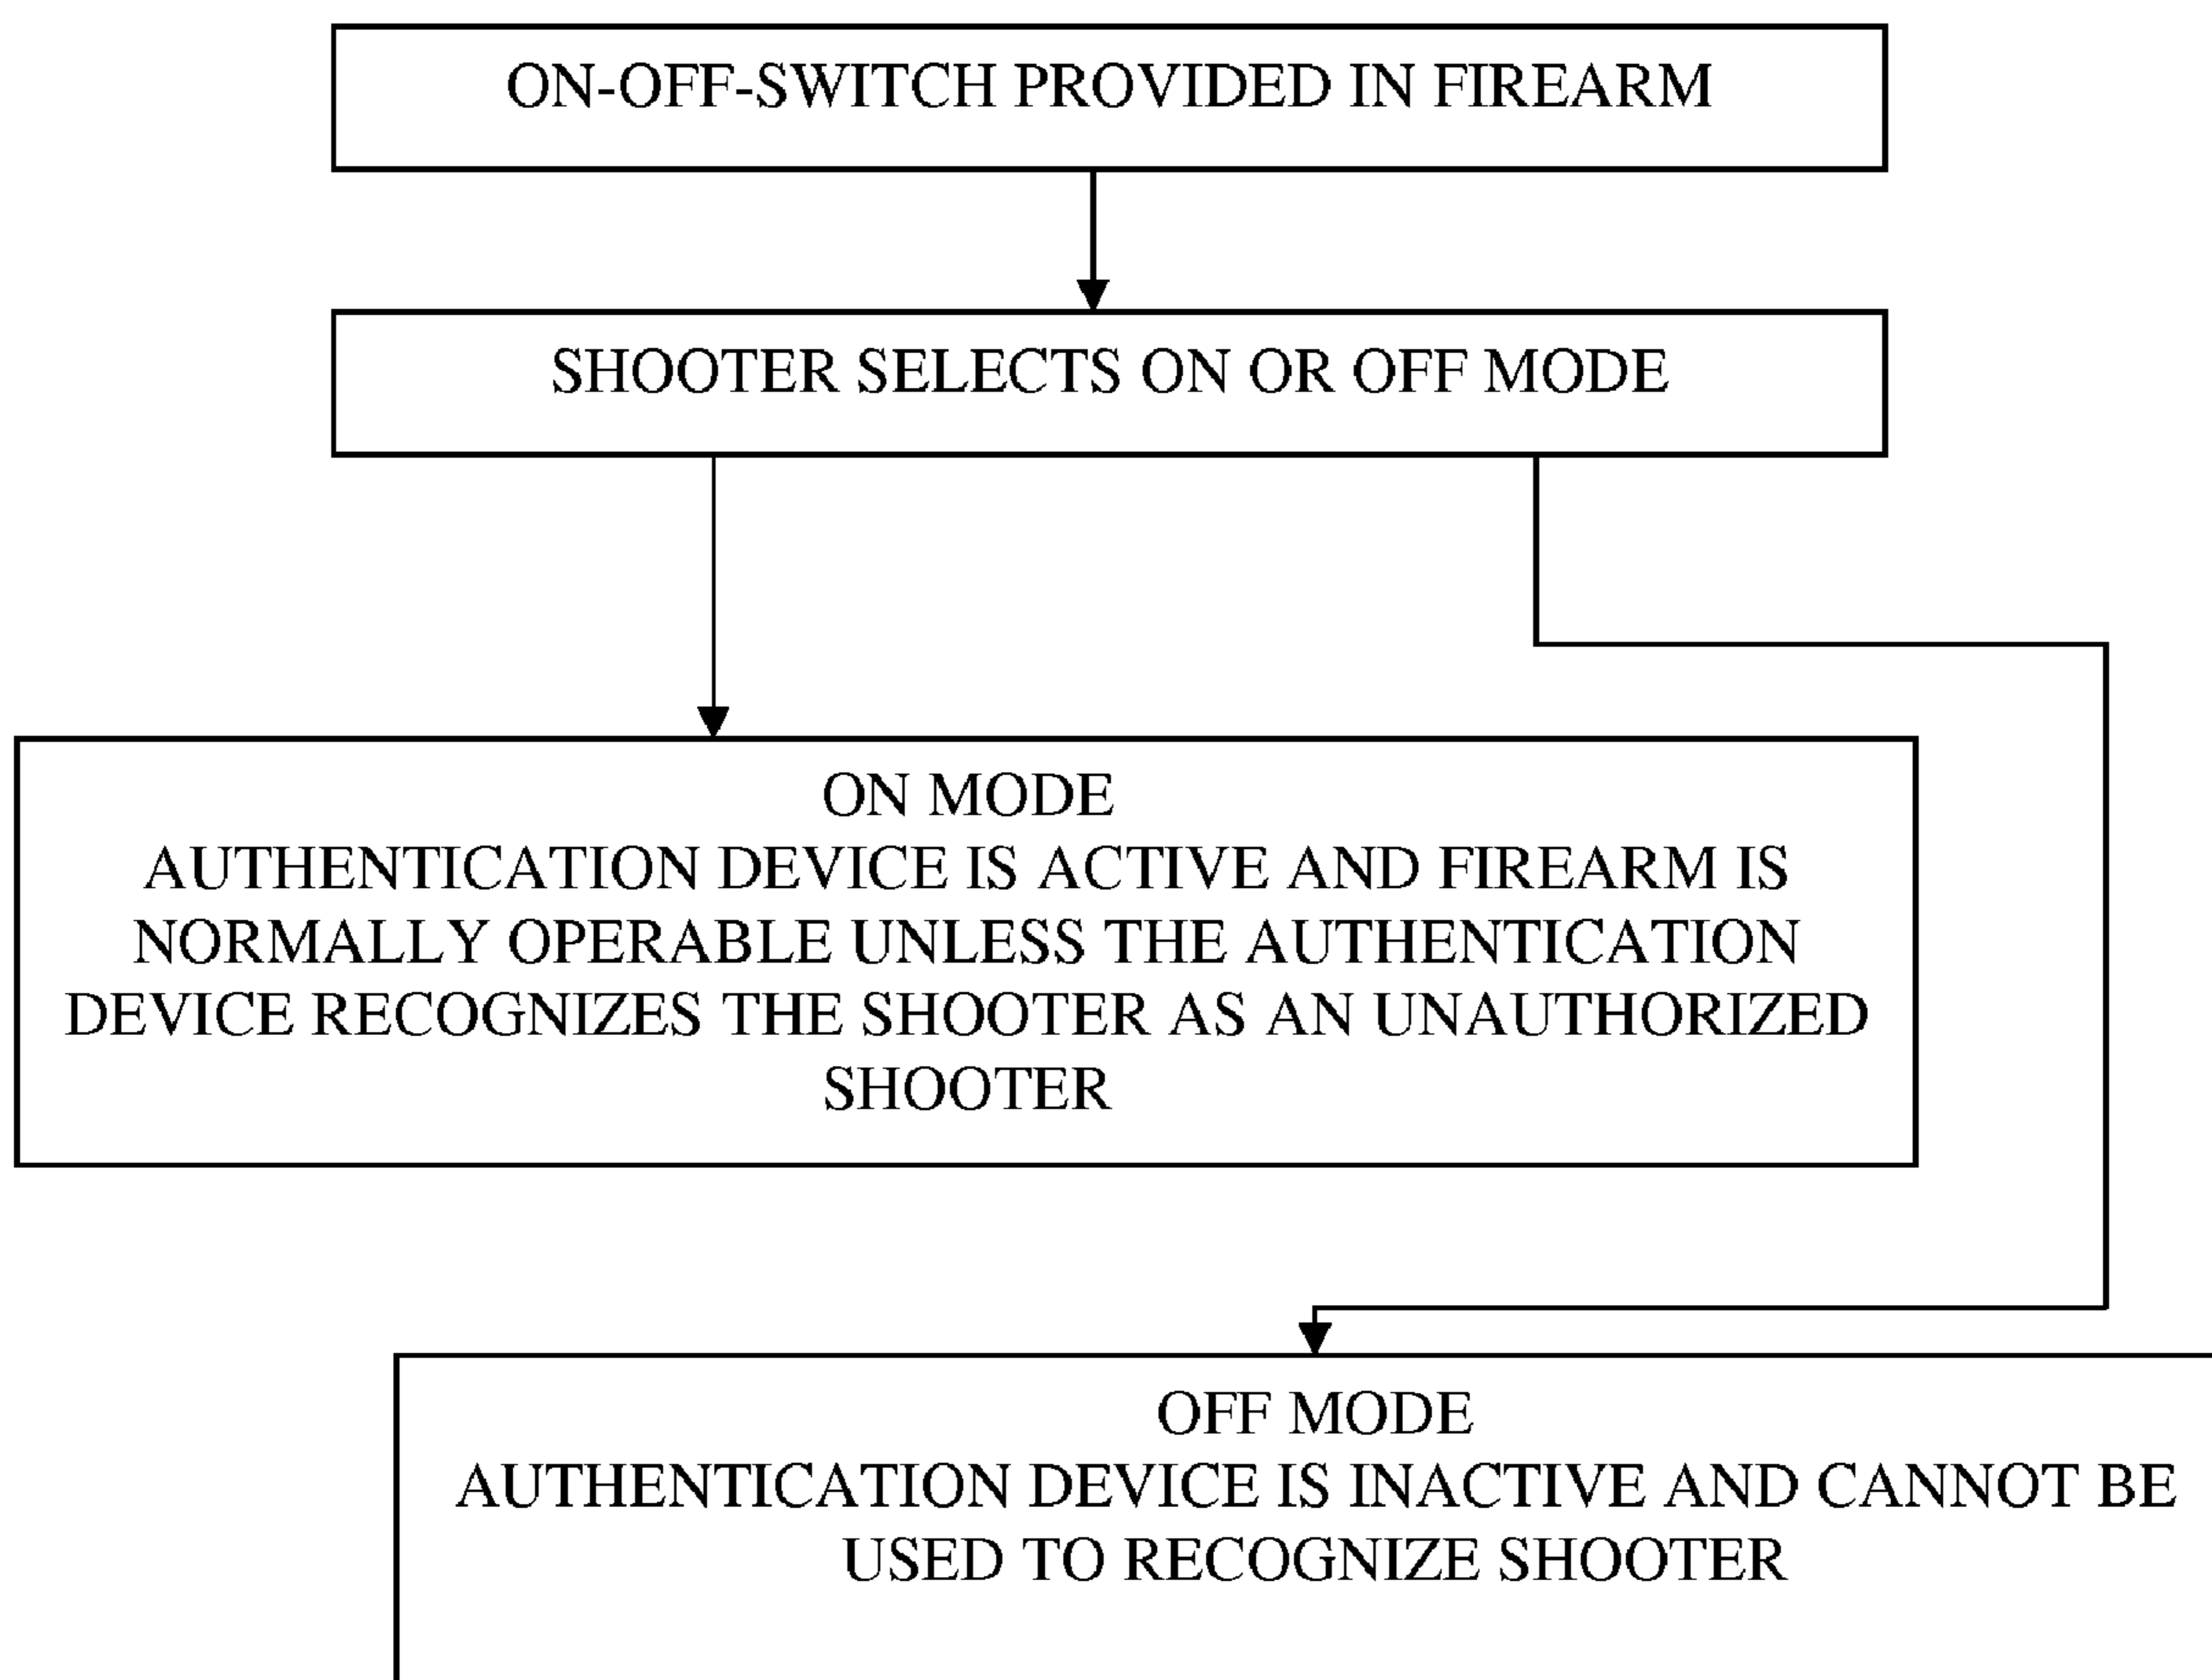 ON-OFF-SWITCH PROVIDED IN FIREARM
SHOOTER SELECTS ON OR OFF MODE
ON MODE
AUTHENTICATION DEVICE IS ACTIVE AND FIREARM IS
NORMALLY OPERABLE UNLESS THE AUTHENTICATION
DEVICE RECOGNIZES THE SHOOTER AS AN UNAUTHORIZED
SHOOTER
OFF MODE
AUTHENTICATION DEVICE IS INACTIVE AND CANNOT BE
USED TO RECOGNIZE SHOOTER